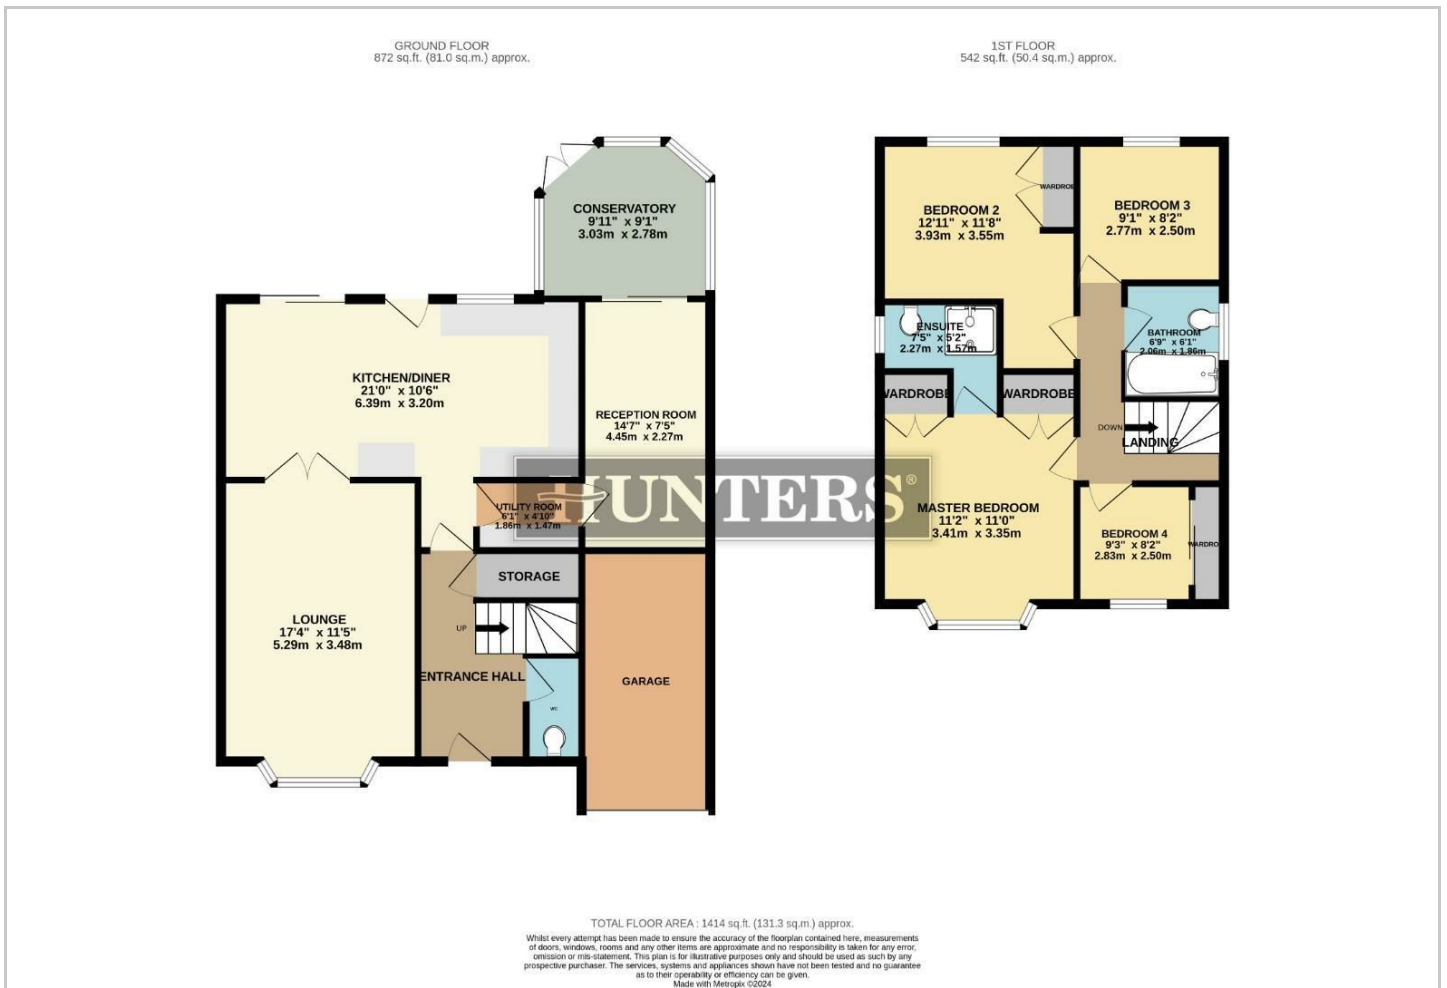 GROUND FLOOR
872 sq.ft. (81.0 sq.m.) approx.
1ST FLOOR
542 sq.ft. (50.4 sq.m.) approx.
CONSERVATORY
9'11" x 9'1"
3.03m x 2.78m
KITCHEN/DINER
21'0" x 10'6"
6.39m x 3.20m
RECEPTION ROOM
14'7" x 7'5"
4.45m x 2.27m
UTILITY ROOM
6'1" x 4'10"
1.86m x 1.47m
STORAGE
LOUNGE
17'4" x 11'5"
5.29m x 3.48m
UP
ENTRANCE HALL
WC
GARAGE
BEDROOM 2
12'11" x 11'8"
3.93m x 3.55m
WARDROBE
BEDROOM 3
9'1" x 8'2"
2.77m x 2.50m
ENSUITE
7'5" x 5'2"
2.27m x 1.57m
BATHROOM
6'9" x 6'1"
2.06m x 1.86m
WARDROBE
WARDROBE
DOWN
LANDING
MASTER BEDROOM
11'2" x 11'0"
3.41m x 3.35m
BEDROOM 4
9'3" x 8'2"
2.83m x 2.50m
WARDRO
HUNTERS®
TOTAL FLOOR AREA : 1414 sq.ft. (131.3 sq.m.) approx.
Whilst every attempt has been made to ensure the accuracy of the floorplan contained here, measurements
of doors, windows, rooms and any other items are approximate and no responsibility is taken for any error,
omission or mis-statement. This plan is for illustrative purposes only and should be used as such by any
prospective purchaser. The services, systems and appliances shown have not been tested and no guarantee
as to their operability or efficiency can be given.
Made with Metropix ©2024